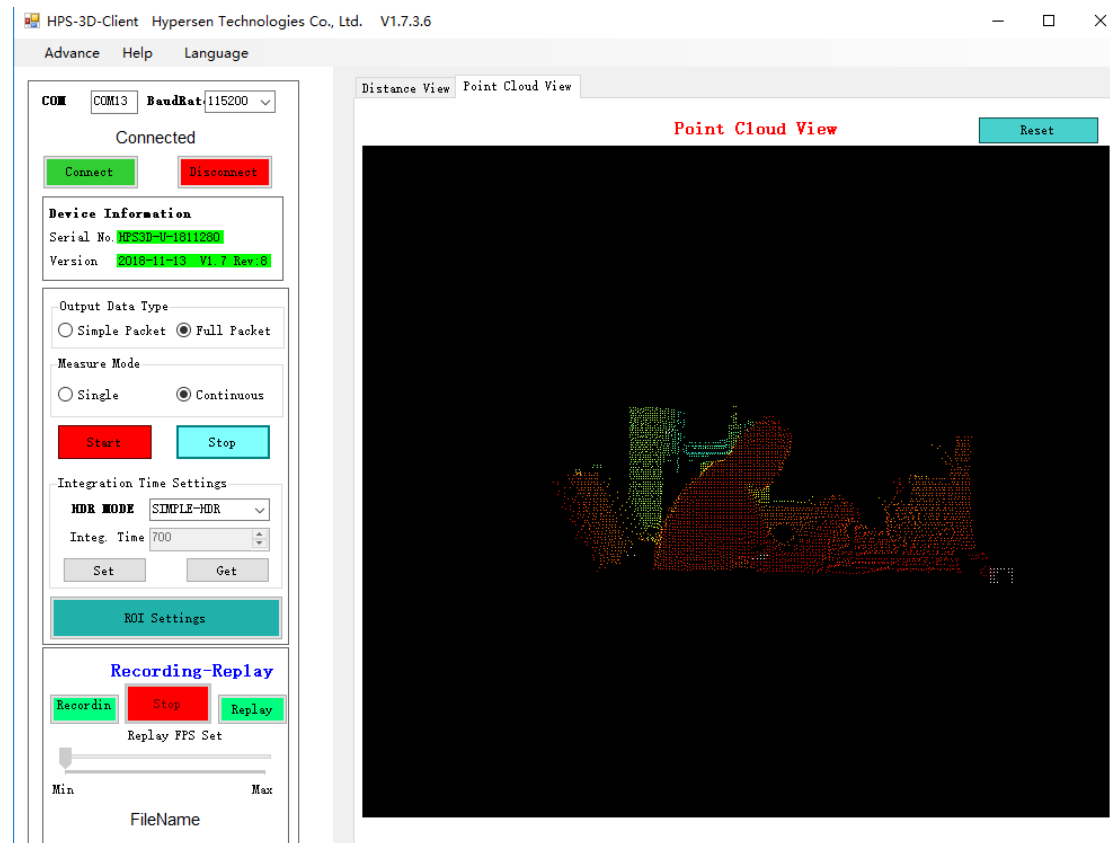 HPS-3D-Client Hypersen Technologies Co., Ltd. V1.7.3.6
Advance Help Language
COM COM13 BaudRat 115200
Connected
Connect Disconnect
Device Information
Serial No. HPS3D-U-1811280
Version 2018-11-13 V1.7 Rev:8
Output Data Type
Simple Packet Full Packet
Measure Mode
Single Continuous
Start Stop
Integration Time Settings
HDR MODE SIMPLE-HDR
Integ. Time 700
Set Get
ROI Settings
Recording-Replay
Recordin Stop Replay
Replay FPS Set
Min Max
FileName
Distance View Point Cloud View
Point Cloud View Reset